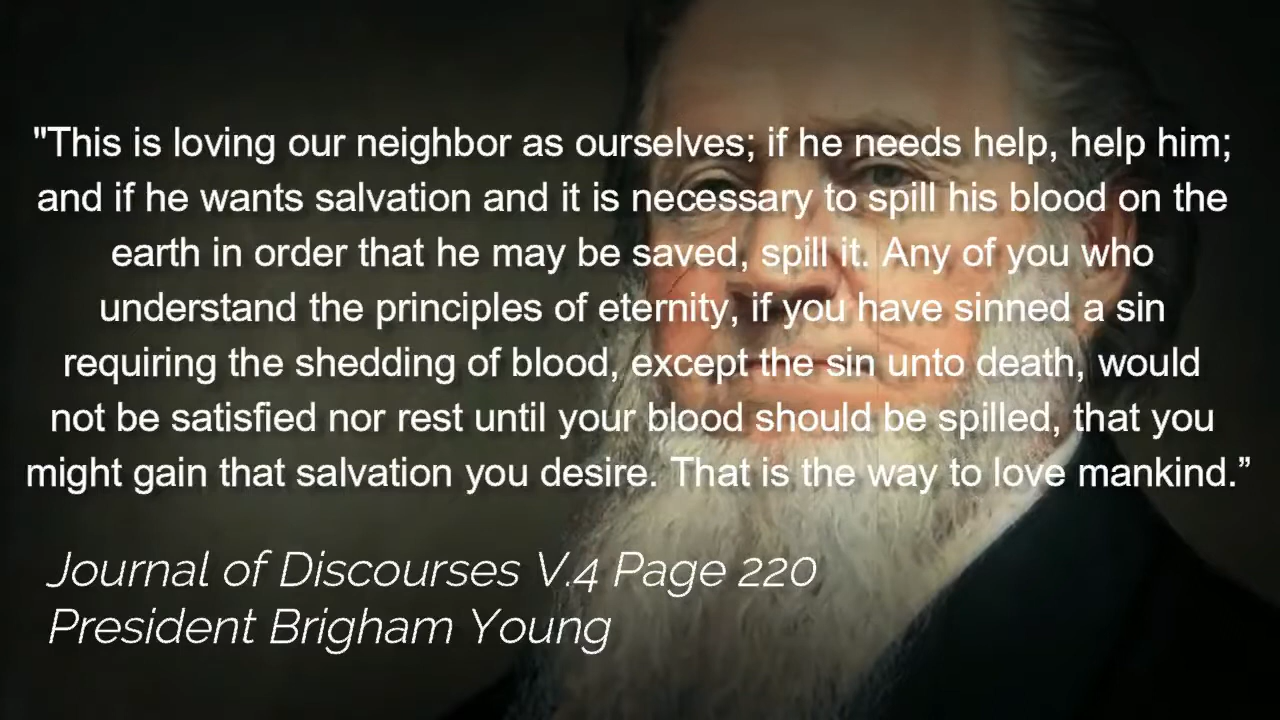 "This is loving our neighbor as ourselves; if he needs help, help him;
and if he wants salvation and it is necessary to spill his blood on the
earth in order that he may be saved, spill it. Any of you who
understand the principles of eternity, if you have sinned a sin
requiring the shedding of blood, except the sin unto death, would
not be satisfied nor rest until your blood should be spilled, that you
might gain that salvation you desire. That is the way to love mankind.”
Journal of Discourses V.4 Page 220
President Brigham Young